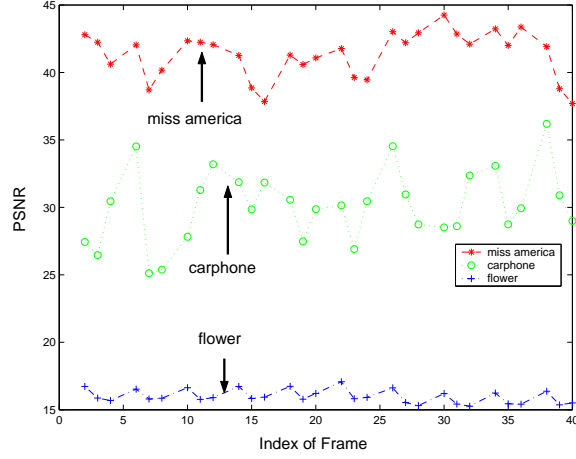 45
40
35
30
25
20
15
PSNR
miss america
carphone
flower
miss america
carphone
flower
0 5 10 15 20 25 30 35 40
Index of Frame